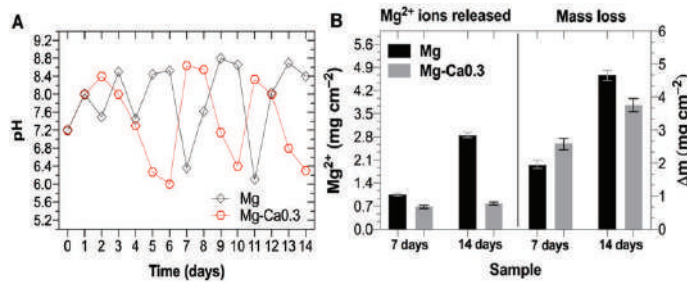 A
pH
8.8
8.4
8.0
7.6
7.2
6.8
6.4
6.0
5.6
5.2
Mg
Mg-Ca0.3
0 1 2 3 4 5 6 7 8 9 10 11 12 13 14
Time (days)
B
Mg²⁺ ions released
Mass loss
Mg²⁺ (mg cm⁻²)
5.6
4.9
4.2
3.5
2.8
2.1
1.4
0.7
0.0
Mg
Mg-Ca0.3
6
5
4
3
2
1
0
Δm (mg cm⁻²)
7 days 14 days 7 days 14 days
Sample